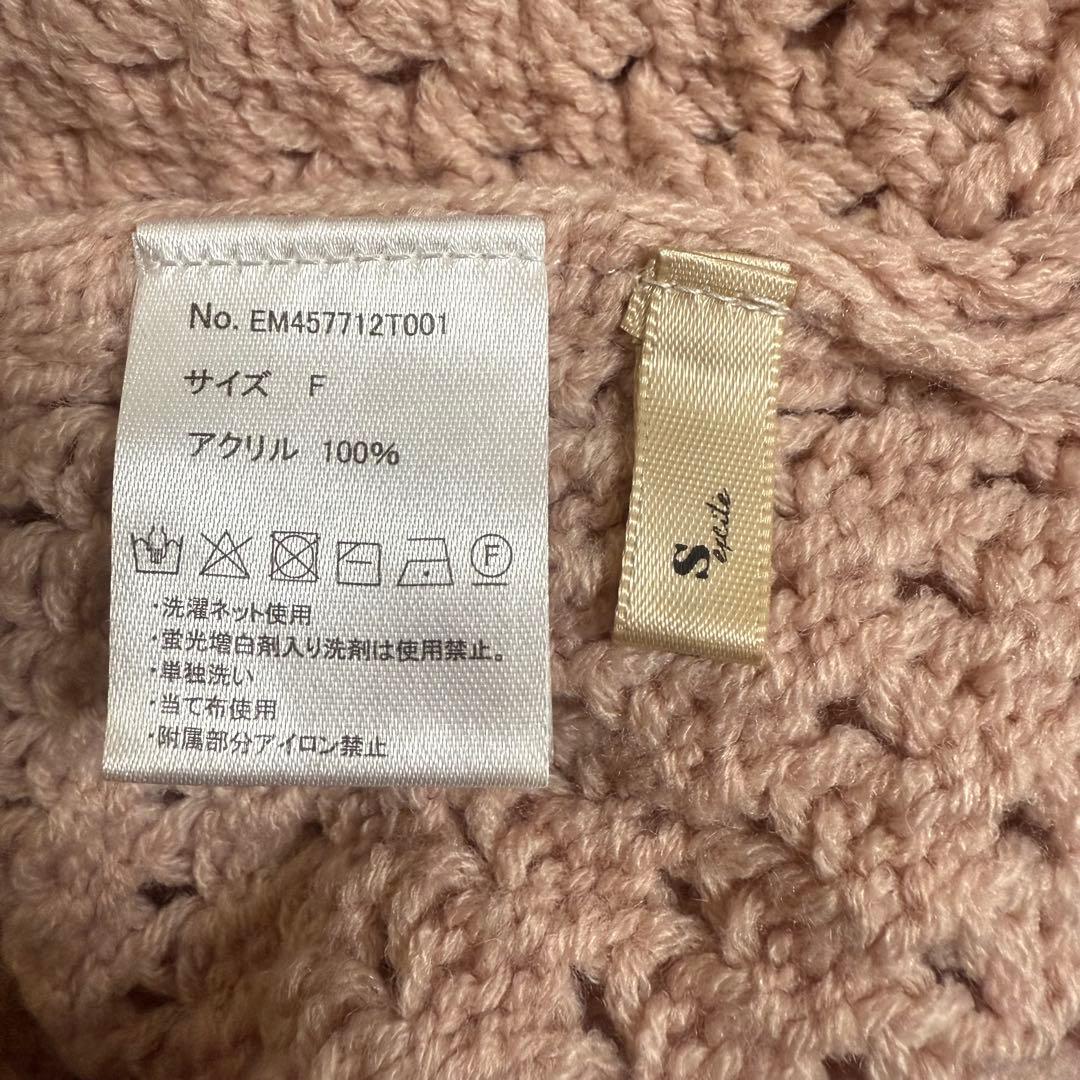 No. EM457712T001
サイズ F
アクリル 100%
F
・洗濯ネット使用
・蛍光増白剤入り洗剤は使用禁止。
・単独洗い
・当て布使用
・附属部分アイロン禁止
S excite